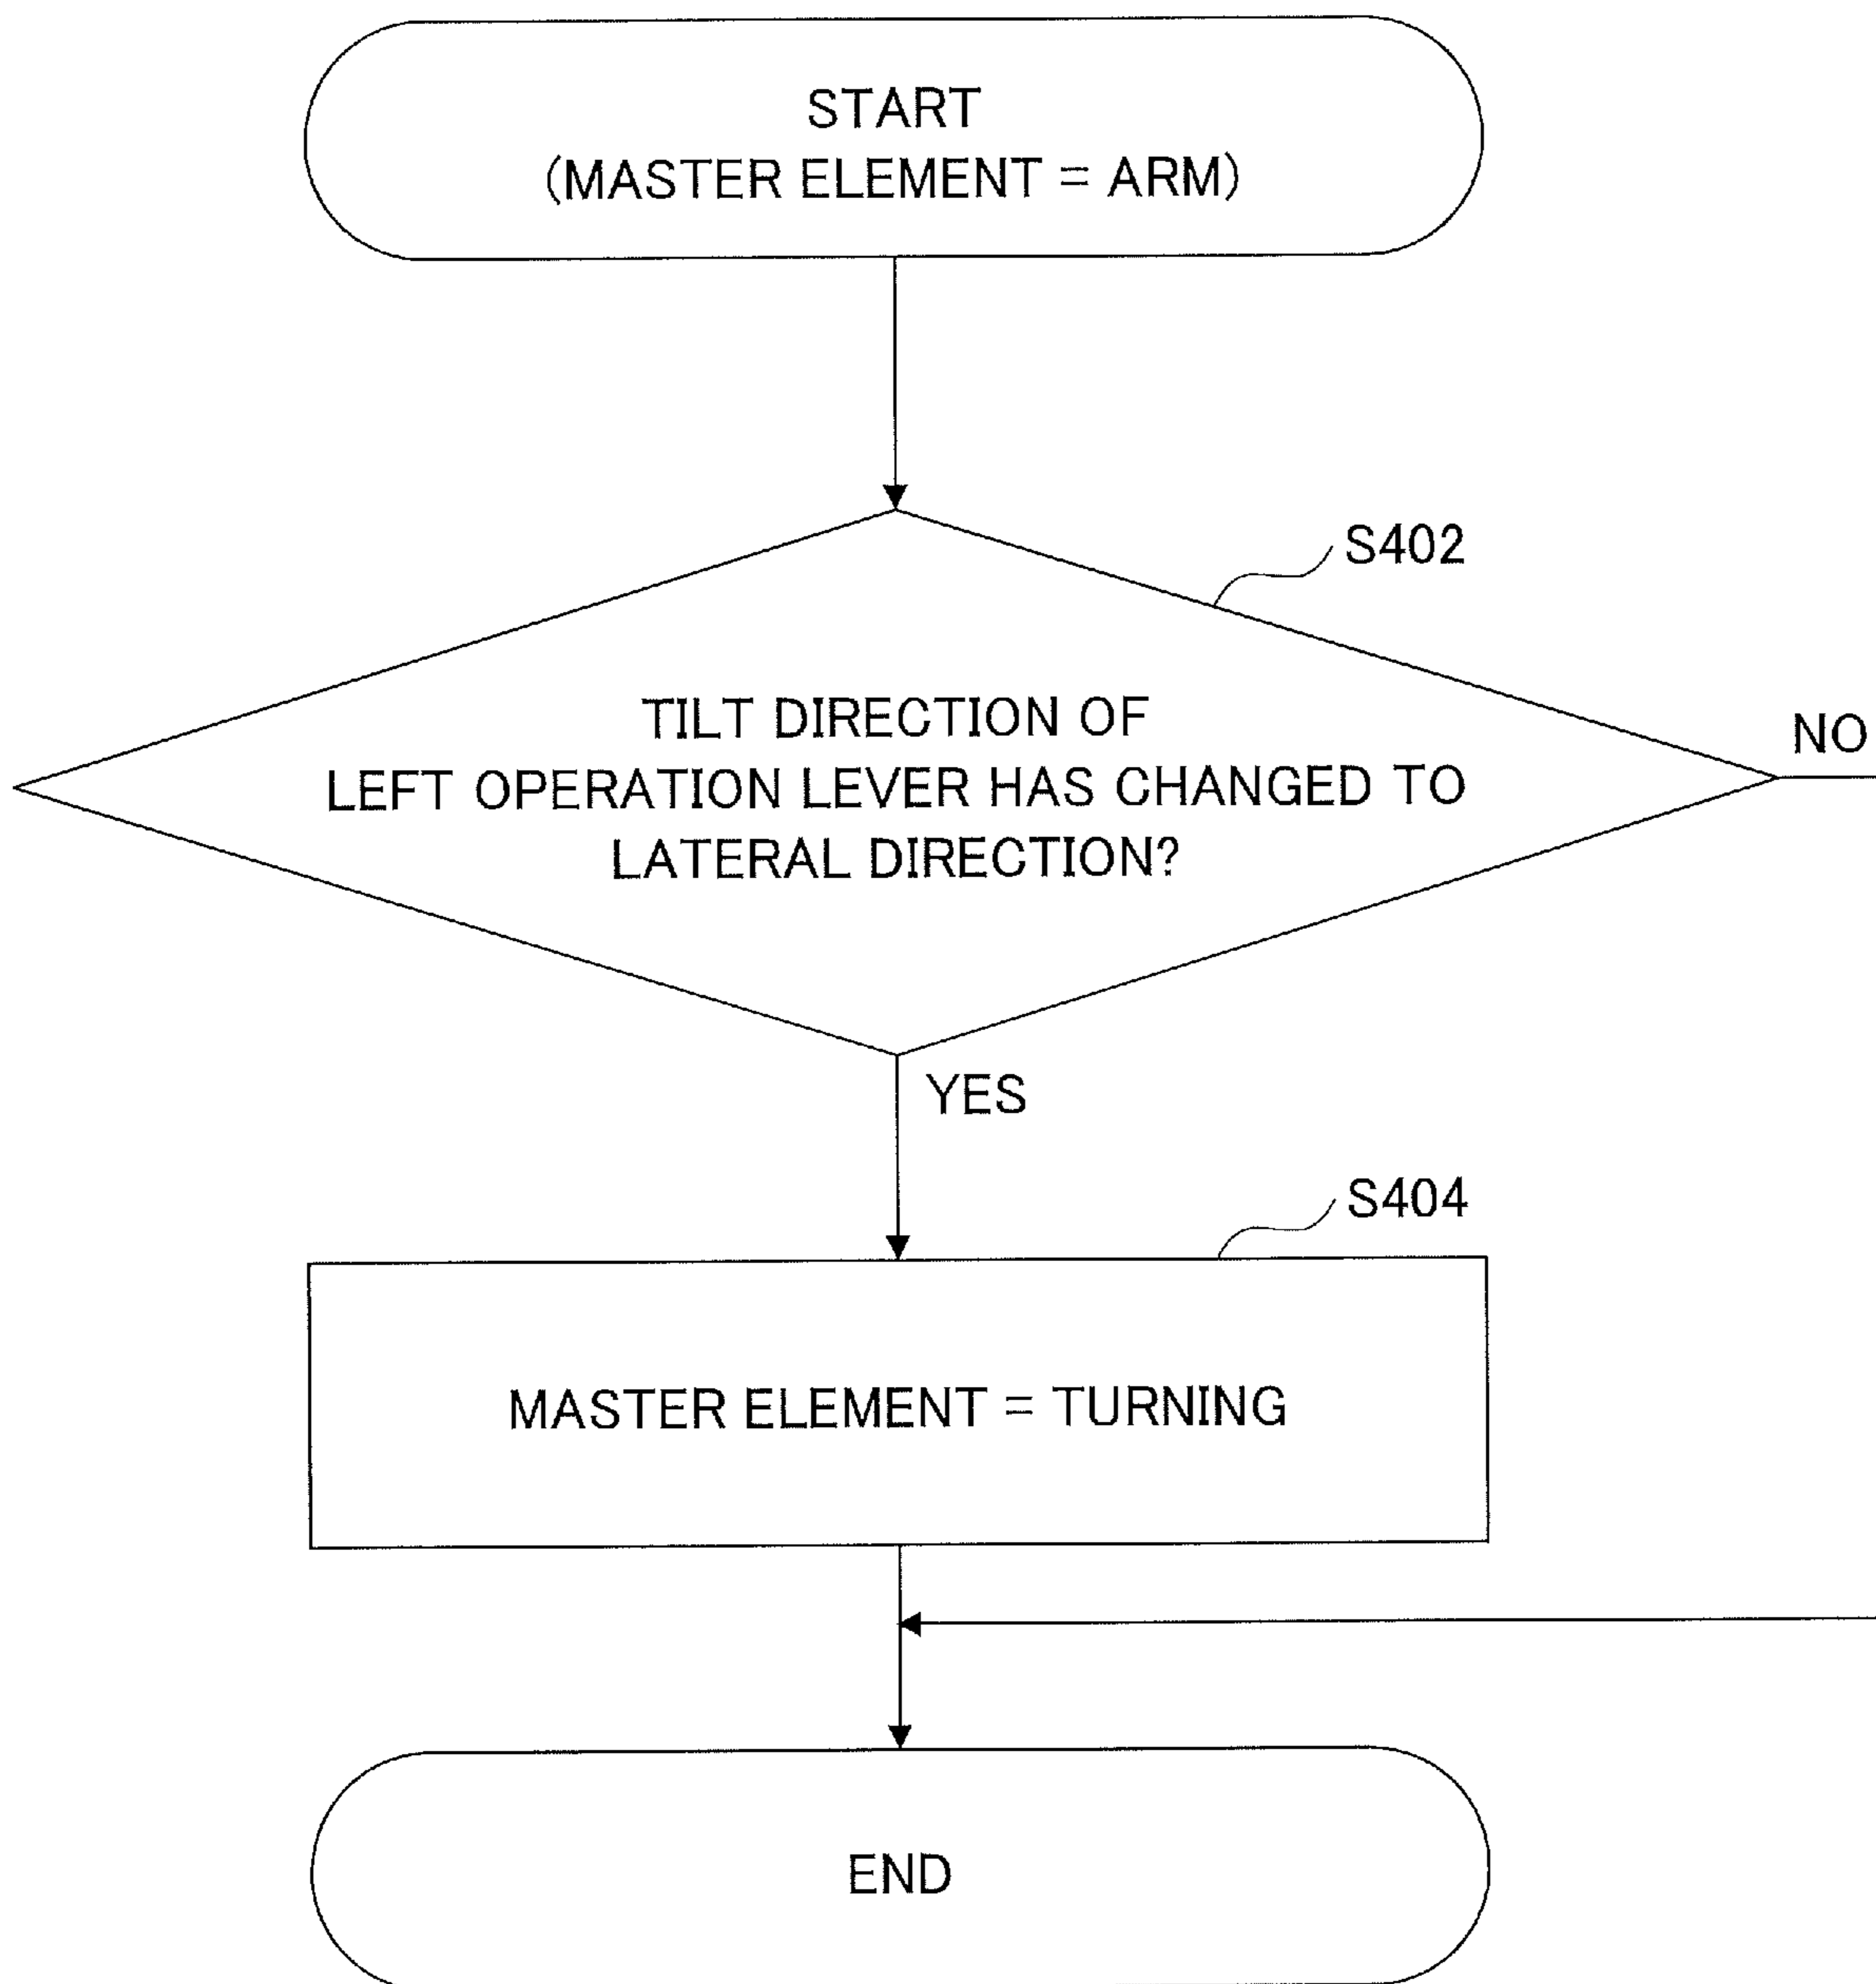 START
(MASTER ELEMENT = ARM)
S402
TILT DIRECTION OF
LEFT OPERATION LEVER HAS CHANGED TO
LATERAL DIRECTION?
NO
YES
S404
MASTER ELEMENT = TURNING
END